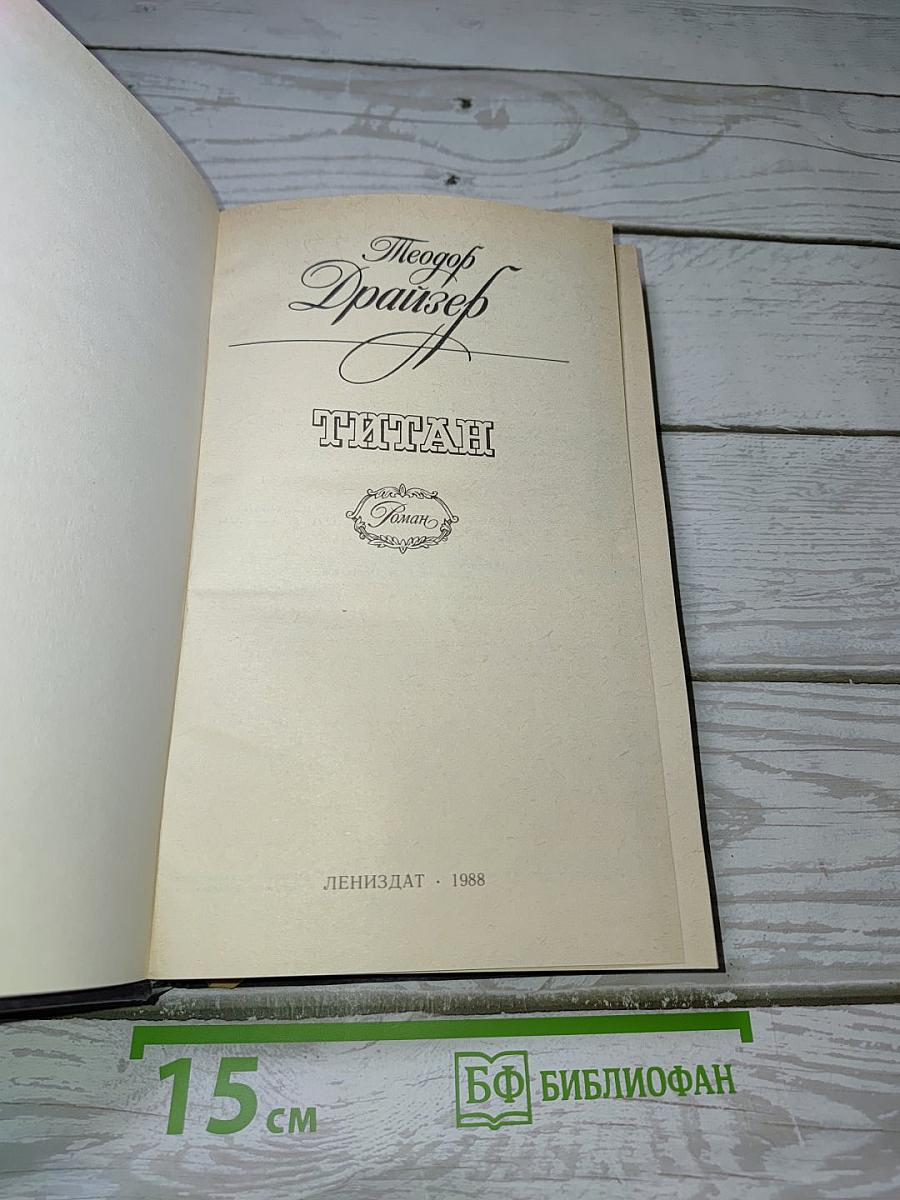 Теодор
Драйзер
ТИТАН
Роман
ЛЕНИЗДАТ · 1988
15 см
БФ БИБЛИОФАН